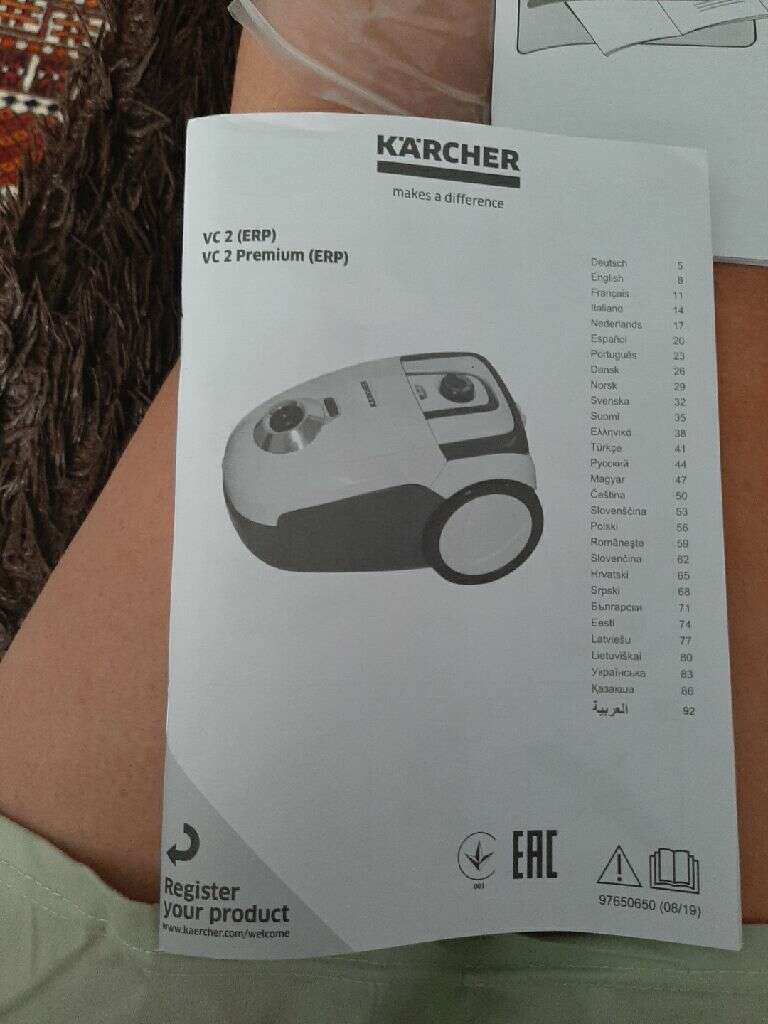 KÄRCHER
makes a difference
VC 2 (ERP)
VC 2 Premium (ERP)
Deutsch 5
English 8
Français 11
Italiano 14
Nederlands 17
Español 20
Português 23
Dansk 26
Norsk 29
Svenska 32
Suomi 35
Ελληνικά 38
Türkçe 41
Русский 44
Magyar 47
Čeština 50
Slovenščina 53
Polski 56
Româneşte 59
Slovenčina 62
Hrvatski 65
Srpski 68
Български 71
Eesti 74
Latviešu 77
Lietuviškai 80
Українська 83
Қазақша 86
العربية 92
KÄRCHER
001
EAC
Register
your product
www.kaercher.com/welcome
97650650 (08/19)